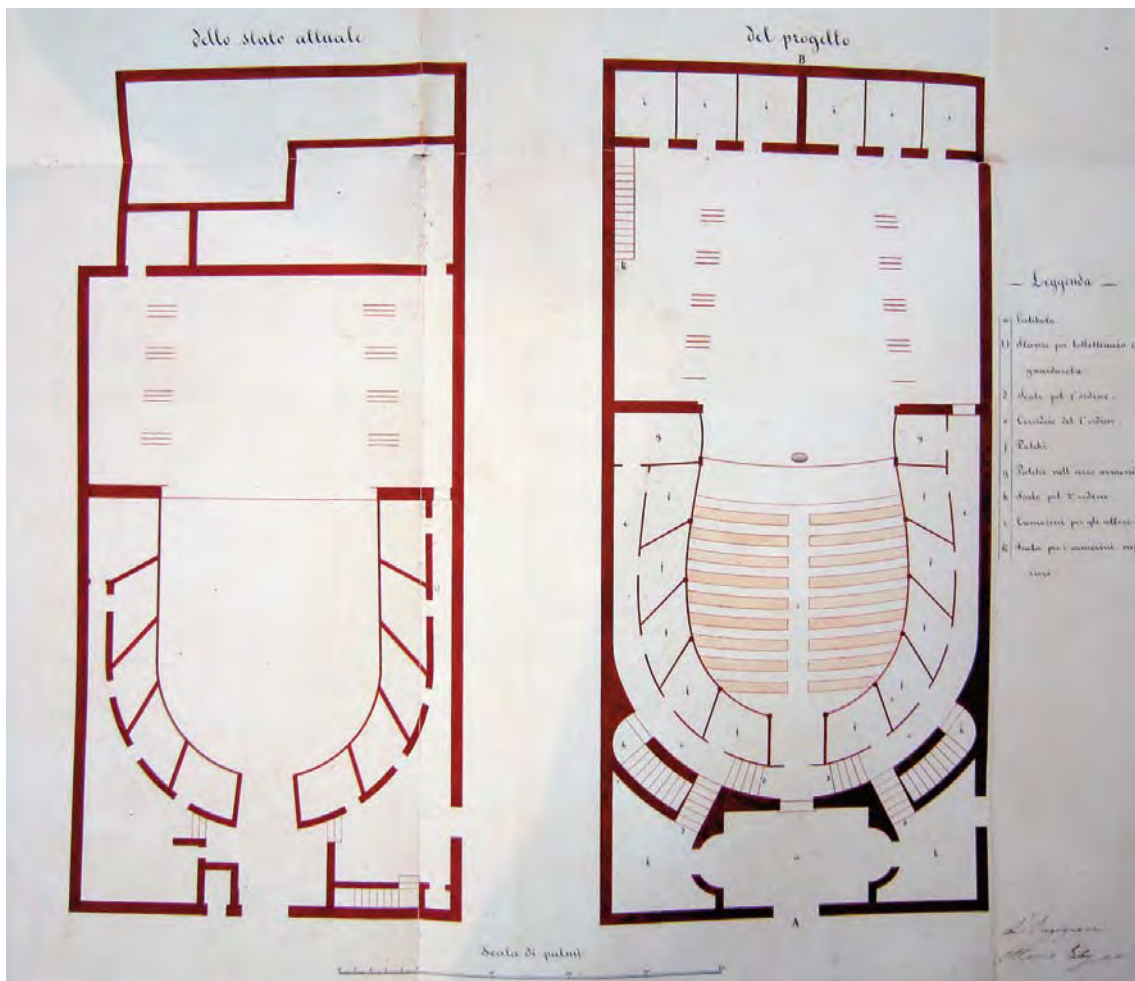 dello stato attuale
del progetto
B
i i i i i i
k
— Leggenda —
a Vestibolo
b Stanze per bollettinaio e
guardarobe
d Scale pel 1° ordine
e Corridoio del 1° ordine
f Palchi
g Palchi nell'arco armonico
h Scale pel 2° ordine
i Camerini per gli attori
k Scala per i camerini
g g
e e
f f
f f
f f
f f
f f
h h
d d
a
b b
A
Scala di palmi
L'Ingegnere